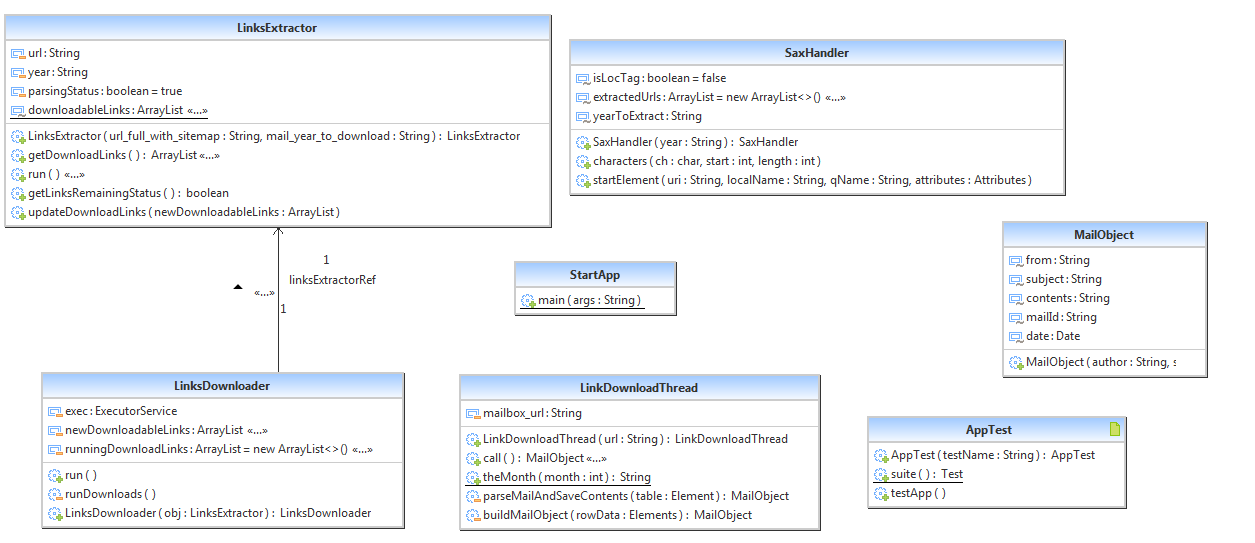 LinksExtractor
url : String
year : String
parsingStatus : boolean = true
downloadableLinks : ArrayList «...»
LinksExtractor ( url_full_with_sitemap : String, mail_year_to_download : String ) : LinksExtractor
getDownloadLinks ( ) : ArrayList «...»
run ( ) «...»
getLinksRemainingStatus ( ) : boolean
updateDownloadLinks ( newDownloadableLinks : ArrayList )
SaxHandler
isLocTag : boolean = false
extractedUrls : ArrayList = new ArrayList<>() «...»
yearToExtract : String
SaxHandler ( year : String ) : SaxHandler
characters ( ch : char, start : int, length : int )
startElement ( uri : String, localName : String, qName : String, attributes : Attributes )
1
linksExtractorRef
«...»
1
StartApp
main ( args : String )
MailObject
from : String
subject : String
contents : String
mailId : String
date : Date
MailObject ( author : String, s
LinksDownloader
exec : ExecutorService
newDownloadableLinks : ArrayList «...»
runningDownloadLinks : ArrayList = new ArrayList<>() «...»
run ( )
runDownloads ( )
LinksDownloader ( obj : LinksExtractor ) : LinksDownloader
LinkDownloadThread
mailbox_url : String
LinkDownloadThread ( url : String ) : LinkDownloadThread
call ( ) : MailObject «...»
theMonth ( month : int ) : String
parseMailAndSaveContents ( table : Element ) : MailObject
buildMailObject ( rowData : Elements ) : MailObject
AppTest
AppTest ( testName : String ) : AppTest
suite ( ) : Test
testApp ( )